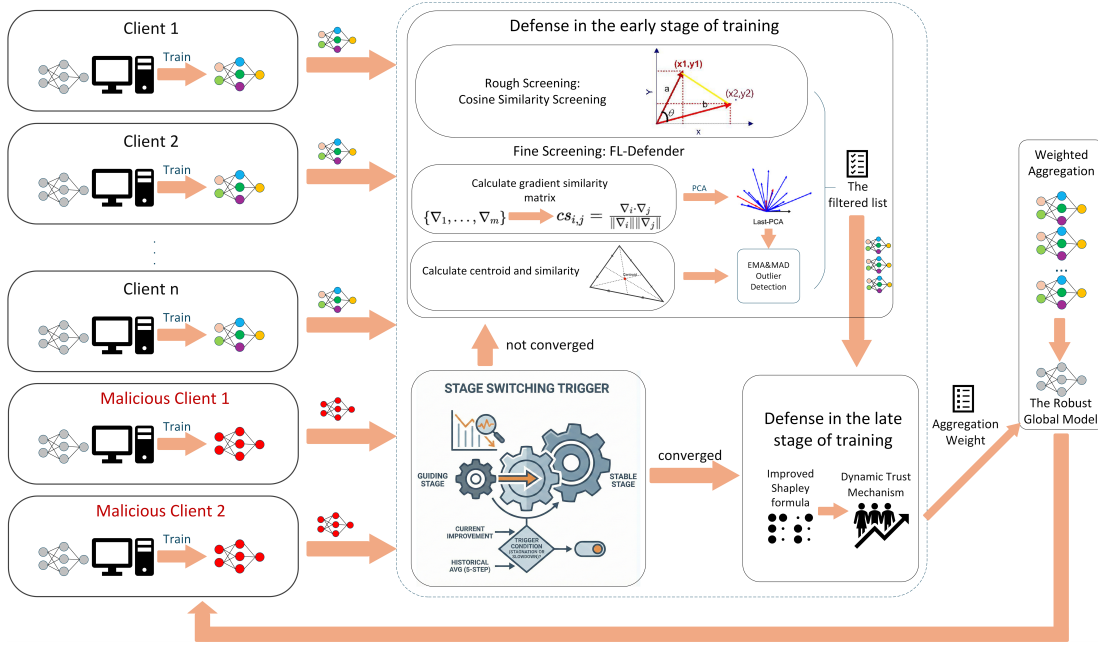 Client 1
Train
Client 2
Train
Client n
Train
Malicious Client 1
Train
Malicious Client 2
Train
Defense in the early stage of training
Rough Screening:
Cosine Similarity Screening
(x1,y1)
(x2,y2)
Y
a
b
θ
x
Fine Screening: FL-Defender
Calculate gradient similarity
matrix
{∇₁, . . . , ∇ₘ}
csᵢ,ⱼ = ∇ᵢ·∇ⱼ / ‖∇ᵢ‖‖∇ⱼ‖
PCA
Last-PCA
Calculate centroid and similarity
Centroid
EMA&MAD
Outlier
Detection
The
filtered list
not converged
STAGE SWITCHING TRIGGER
GUIDING
STAGE
STABLE
STAGE
CURRENT
IMPROVEMENT
TRIGGER
CONDITION
(STAGNATION OR
SLOWDOWN)?
HISTORICAL
AVG (5-STEP)
converged
Defense in the late
stage of training
Improved
Shapley
formula
Dynamic Trust
Mechanism
Aggregation
Weight
Weighted
Aggregation
...
The Robust
Global Model